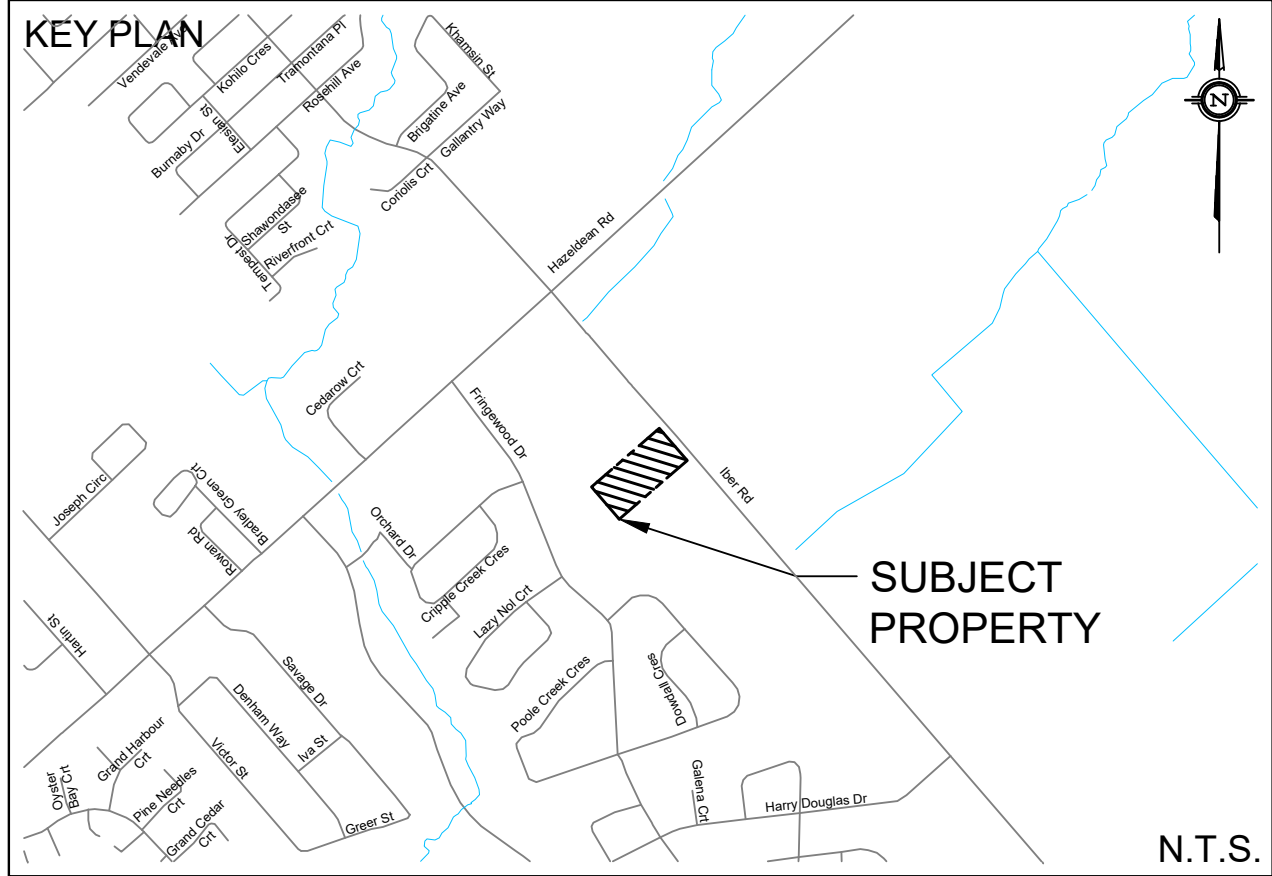 KEY PLAN
Vendevale Ave
Kohilo Cres
Tramontana Pl
Rosehill Ave
Khamsin St
Brigatine Ave
Gallantry Way
Etesian St
Burnaby Dr
Coriolis Crt
N
Shawondasee
St
Riverfront Crt
Tempest Dr
Hazeldean Rd
Cedarow Crt
Fringewood Dr
Iber Rd
Joseph Circ
Bradley Green Crt
Rowan Rd
Orchard Dr
Cripple Creek Cres
Lazy Nol Crt
SUBJECT
PROPERTY
Hartin St
Savage Dr
Denham Way
Iva St
Victor St
Poole Creek Cres
Dowdall Cres
Grand Harbour
Crt
Oyster
Bay Crt
Pine Needles
Crt
Grand Cedar
Crt
Greer St
Galena Crt
Harry Douglas Dr
N.T.S.